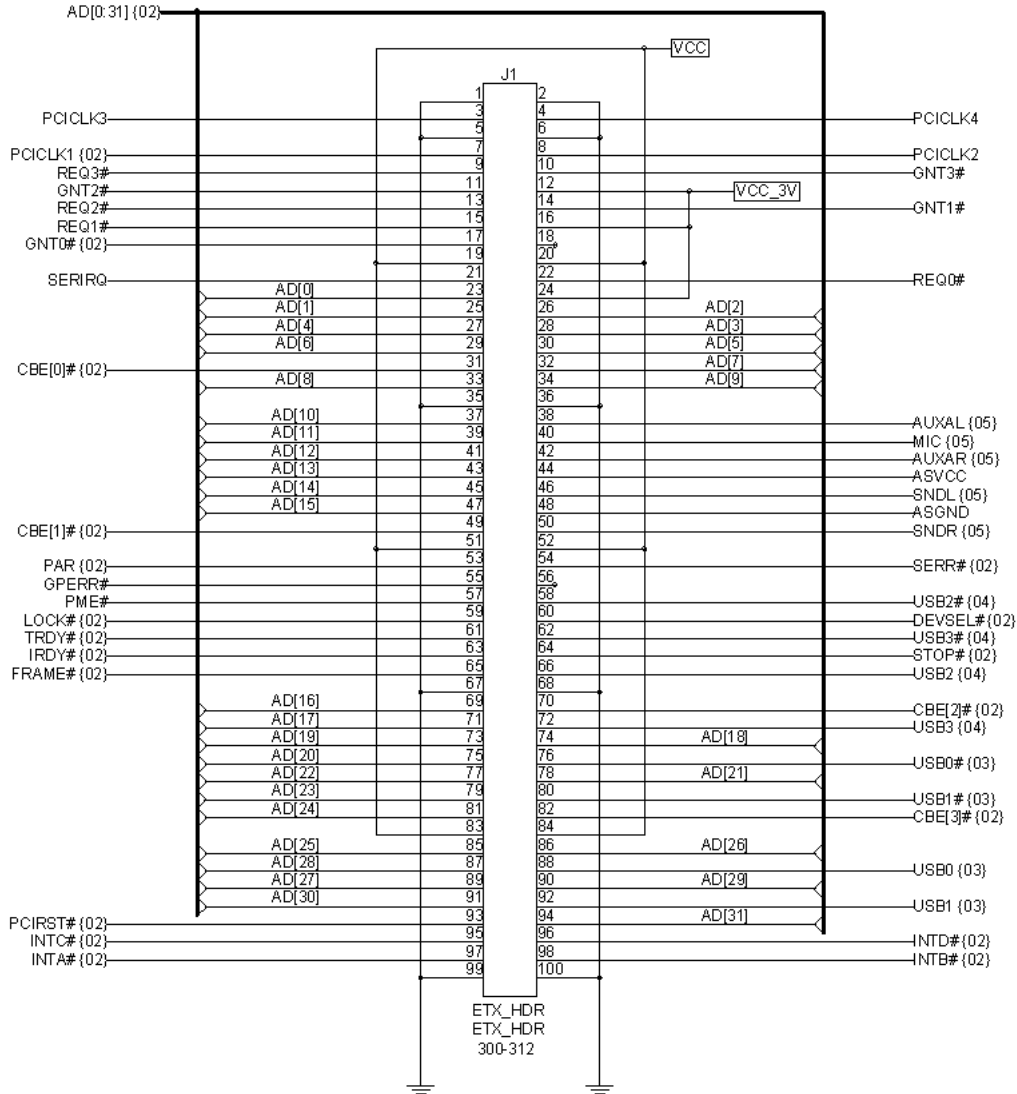 AD[0:31] {02}
VCC
J1
1 2
3 4
PCICLK3 5 6 PCICLK4
PCICLK1 {02} 7 8 PCICLK2
REQ3# 9 10 GNT3#
GNT2# 11 12 VCC_3V
REQ2# 13 14 GNT1#
REQ1# 15 16
GNT0# {02} 17 18
19 20
SERIRQ 21 22 REQ0#
AD[0] 23 24
AD[1] 25 26 AD[2]
AD[4] 27 28 AD[3]
AD[6] 29 30 AD[5]
CBE[0]# {02} 31 32 AD[7]
AD[8] 33 34 AD[9]
35 36
AD[10] 37 38 AUXAL {05}
AD[11] 39 40 MIC {05}
AD[12] 41 42 AUXAR {05}
AD[13] 43 44 ASVCC
AD[14] 45 46 SNDL {05}
AD[15] 47 48 ASGND
CBE[1]# {02} 49 50 SNDR {05}
51 52
PAR {02} 53 54 SERR# {02}
GPERR# 55 56
PME# 57 58 USB2# {04}
LOCK# {02} 59 60 DEVSEL# {02}
TRDY# {02} 61 62 USB3# {04}
IRDY# {02} 63 64 STOP# {02}
FRAME# {02} 65 66 USB2 {04}
67 68
AD[16] 69 70 CBE[2]# {02}
AD[17] 71 72 USB3 {04}
AD[19] 73 74 AD[18]
AD[20] 75 76 USB0# {03}
AD[22] 77 78 AD[21]
AD[23] 79 80 USB1# {03}
AD[24] 81 82 CBE[3]# {02}
83 84
AD[25] 85 86 AD[26]
AD[28] 87 88 USB0 {03}
AD[27] 89 90 AD[29]
AD[30] 91 92 USB1 {03}
PCIRST# {02} 93 94 AD[31]
INTC# {02} 95 96 INTD# {02}
INTA# {02} 97 98 INTB# {02}
99 100
ETX_HDR
ETX_HDR
300-312